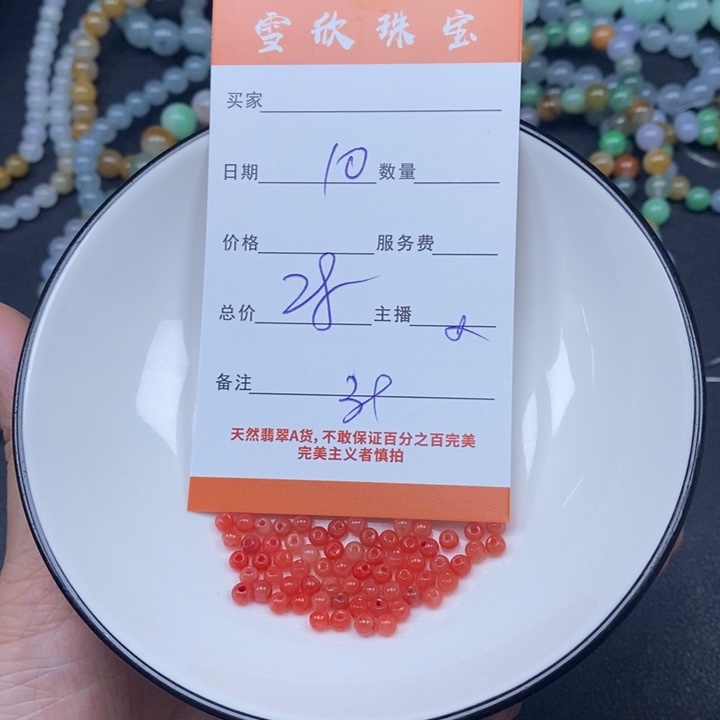 雪欣珠宝
买家
日期 10 数量
价格 服务费
总价 28 主播
备注
天然翡翠A货，不敢保证百分之百完美
完美主义者慎拍